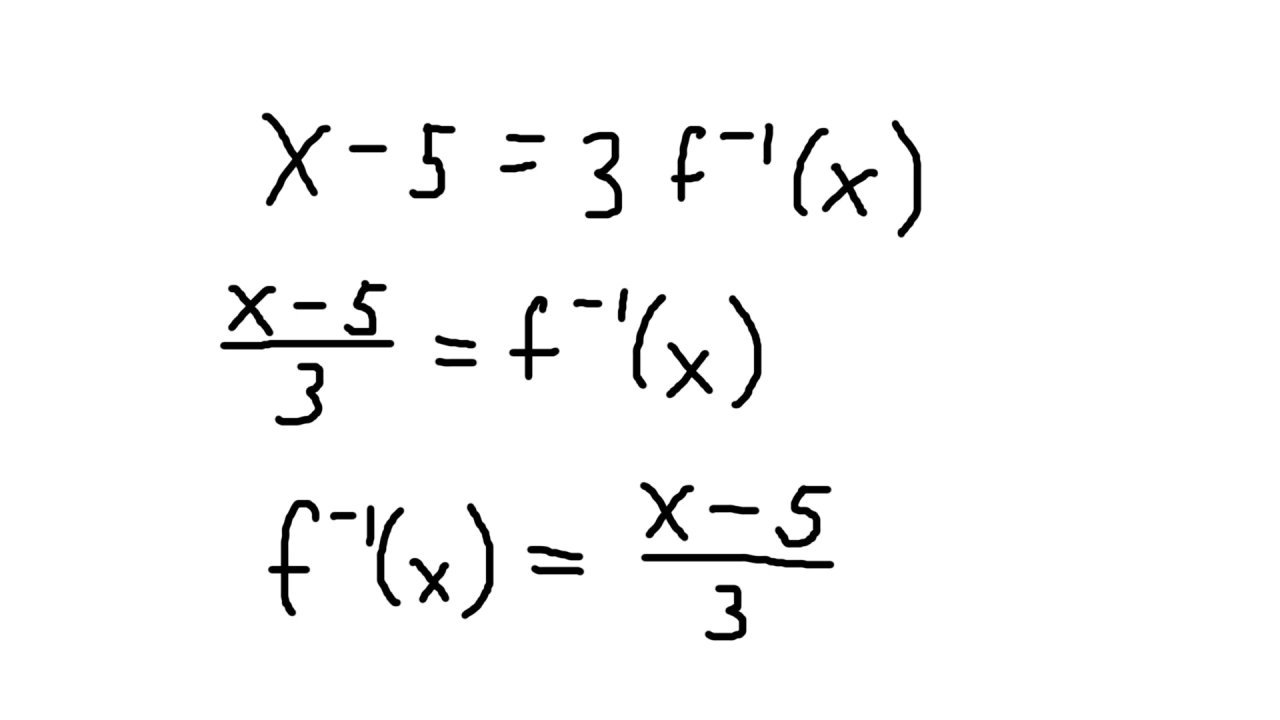 x - 5 = 3 f⁻¹(x)
(x - 5)/3 = f⁻¹(x)
f⁻¹(x) = (x - 5)/3